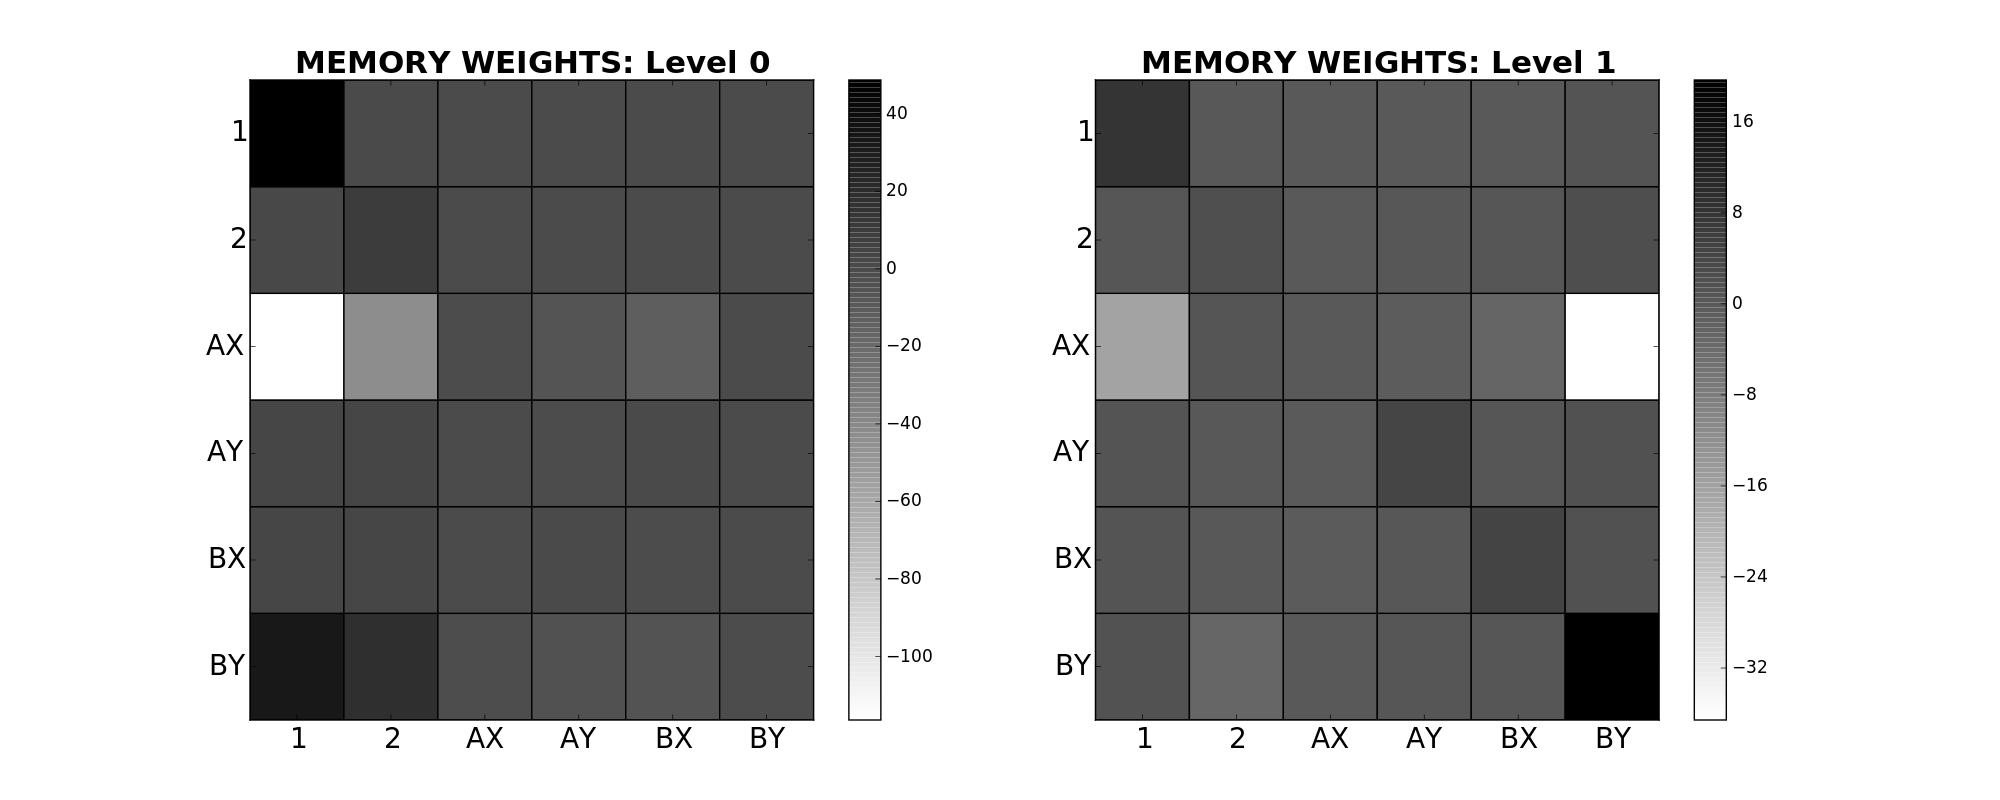 MEMORY WEIGHTS: Level 0
1
2
AX
AY
BX
BY
1 2 AX AY BX BY
40
20
0
−20
−40
−60
−80
−100
MEMORY WEIGHTS: Level 1
1
2
AX
AY
BX
BY
1 2 AX AY BX BY
16
8
0
−8
−16
−24
−32